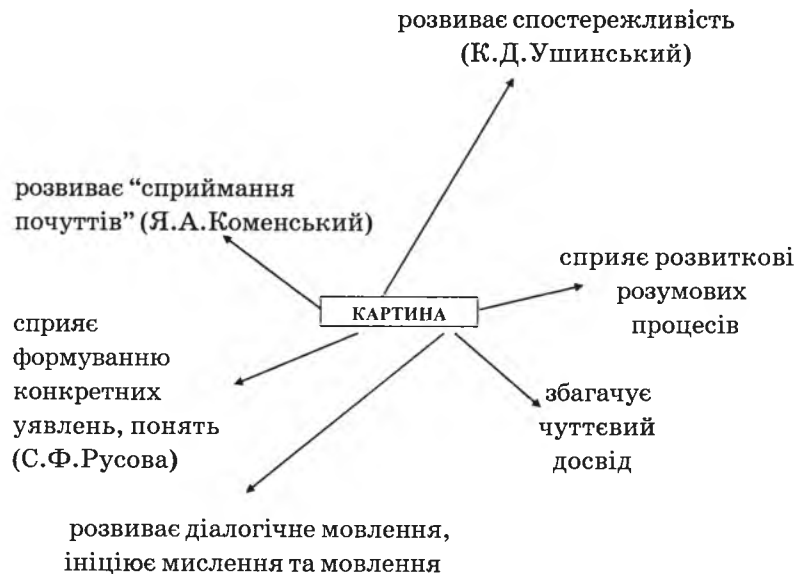 розвиває спостережливість
(К.Д.Ушинський)
розвиває “сприймання
почуттів” (Я.А.Коменський)
сприяє розвиткові
розумових
процесів
КАРТИНА
сприяє
формуванню
конкретних
уявлень, понять
(С.Ф.Русова)
збагачує
чуттєвий
досвід
розвиває діалогічне мовлення,
ініціює мислення та мовлення